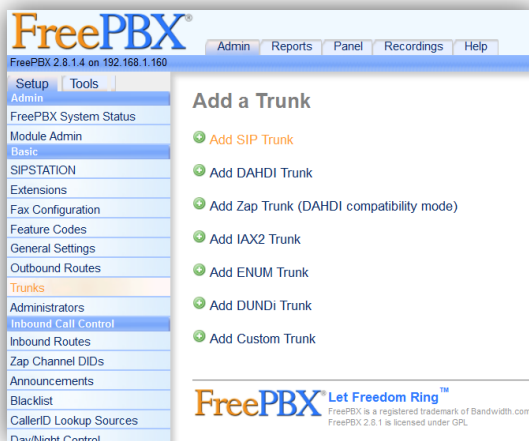 FreePBX®
Admin Reports Panel Recordings Help
FreePBX 2.8.1.4 on 192.168.1.160
Setup Tools
Admin
FreePBX System Status
Module Admin
Basic
SIPSTATION
Extensions
Fax Configuration
Feature Codes
General Settings
Outbound Routes
Trunks
Administrators
Inbound Call Control
Inbound Routes
Zap Channel DIDs
Announcements
Blacklist
CallerID Lookup Sources
Day/Night Control
Add a Trunk
Add SIP Trunk
Add DAHDI Trunk
Add Zap Trunk (DAHDI compatibility mode)
Add IAX2 Trunk
Add ENUM Trunk
Add DUNDi Trunk
Add Custom Trunk
FreePBX®
Let Freedom Ring™
FreePBX is a registered trademark of Bandwidth.com
FreePBX 2.8.1 is licensed under GPL